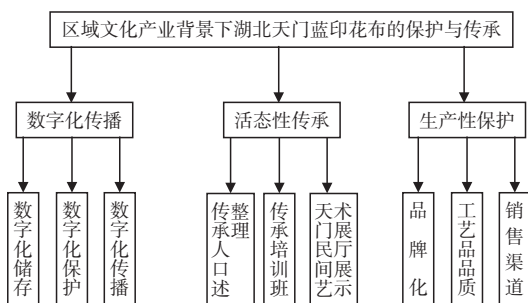 区域文化产业背景下湖北天门蓝印花布的保护与传承
数字化传播
活态性传承
生产性保护
数字化储存
数字化保护
数字化传播
传承人口述
整理
传承培训班
天门民间艺
术展厅展示
品牌化
工艺品品质
销售渠道